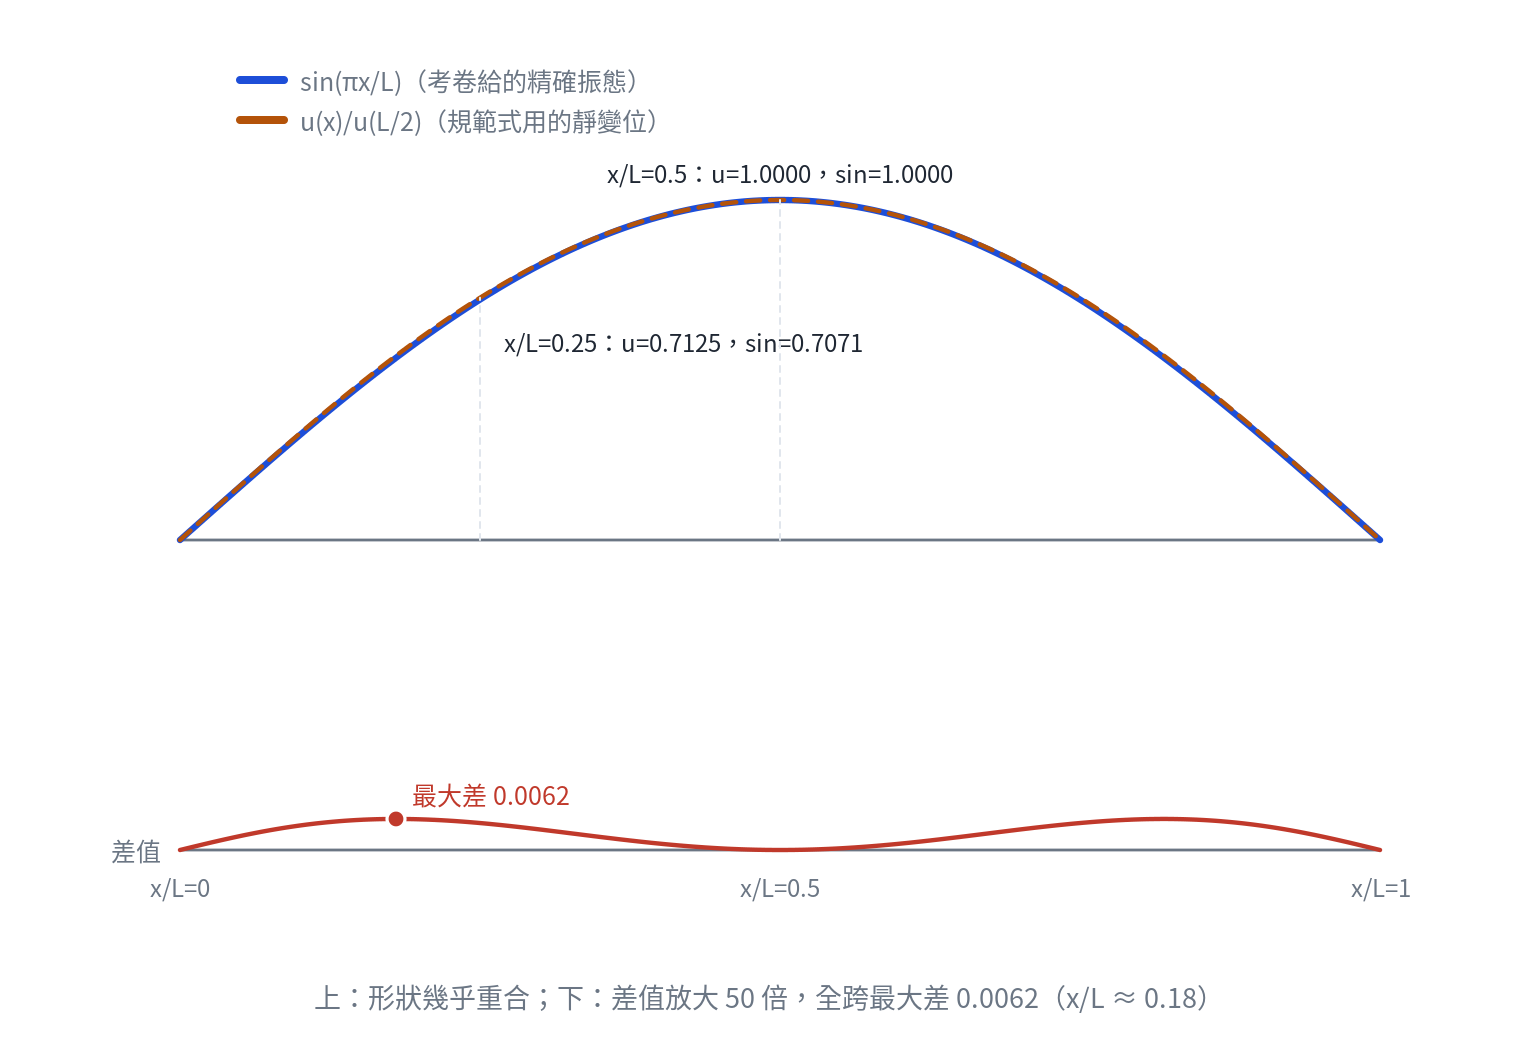 sin(πx/L)（考卷給的精確振態）
u(x)/u(L/2)（規範式用的靜變位）
x/L=0.5：u=1.0000，sin=1.0000
x/L=0.25：u=0.7125，sin=0.7071
最大差 0.0062
差值
x/L=0 x/L=0.5 x/L=1
上：形狀幾乎重合；下：差值放大 50 倍，全跨最大差 0.0062（x/L ≈ 0.18）